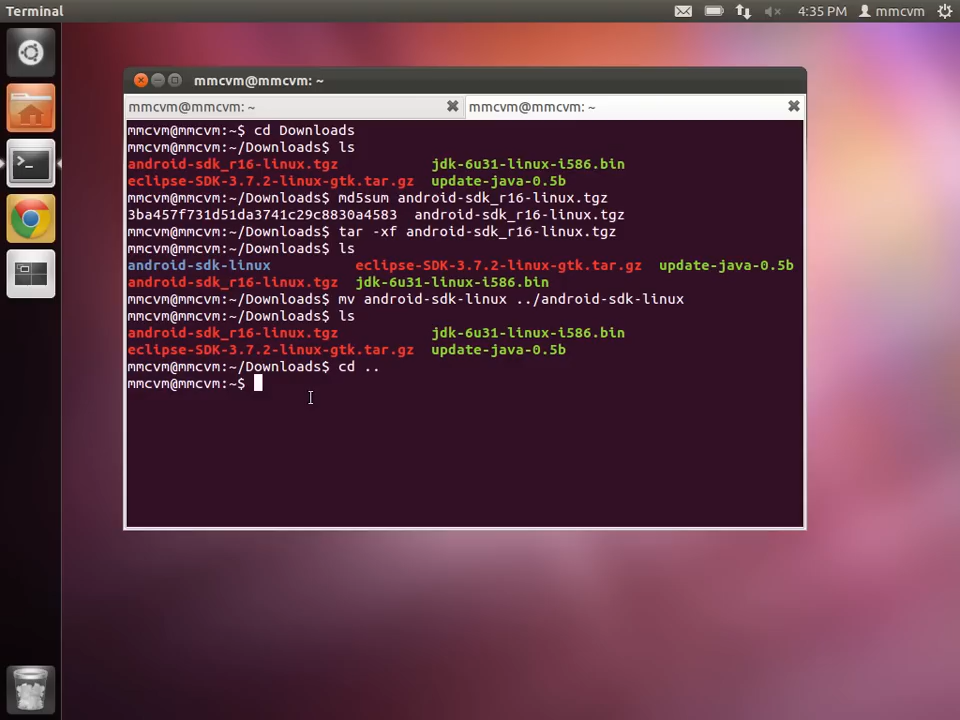 Terminal
4:35 PM
mmcvm
mmcvm@mmcvm: ~
mmcvm@mmcvm: ~
mmcvm@mmcvm: ~
mmcvm@mmcvm:~$ cd Downloads
mmcvm@mmcvm:~/Downloads$ ls
android-sdk_r16-linux.tgz jdk-6u31-linux-i586.bin
eclipse-SDK-3.7.2-linux-gtk.tar.gz update-java-0.5b
mmcvm@mmcvm:~/Downloads$ md5sum android-sdk_r16-linux.tgz
3ba457f731d51da3741c29c8830a4583 android-sdk_r16-linux.tgz
mmcvm@mmcvm:~/Downloads$ tar -xf android-sdk_r16-linux.tgz
mmcvm@mmcvm:~/Downloads$ ls
android-sdk-linux eclipse-SDK-3.7.2-linux-gtk.tar.gz update-java-0.5b
android-sdk_r16-linux.tgz jdk-6u31-linux-i586.bin
mmcvm@mmcvm:~/Downloads$ mv android-sdk-linux ../android-sdk-linux
mmcvm@mmcvm:~/Downloads$ ls
android-sdk_r16-linux.tgz jdk-6u31-linux-i586.bin
eclipse-SDK-3.7.2-linux-gtk.tar.gz update-java-0.5b
mmcvm@mmcvm:~/Downloads$ cd ..
mmcvm@mmcvm:~$